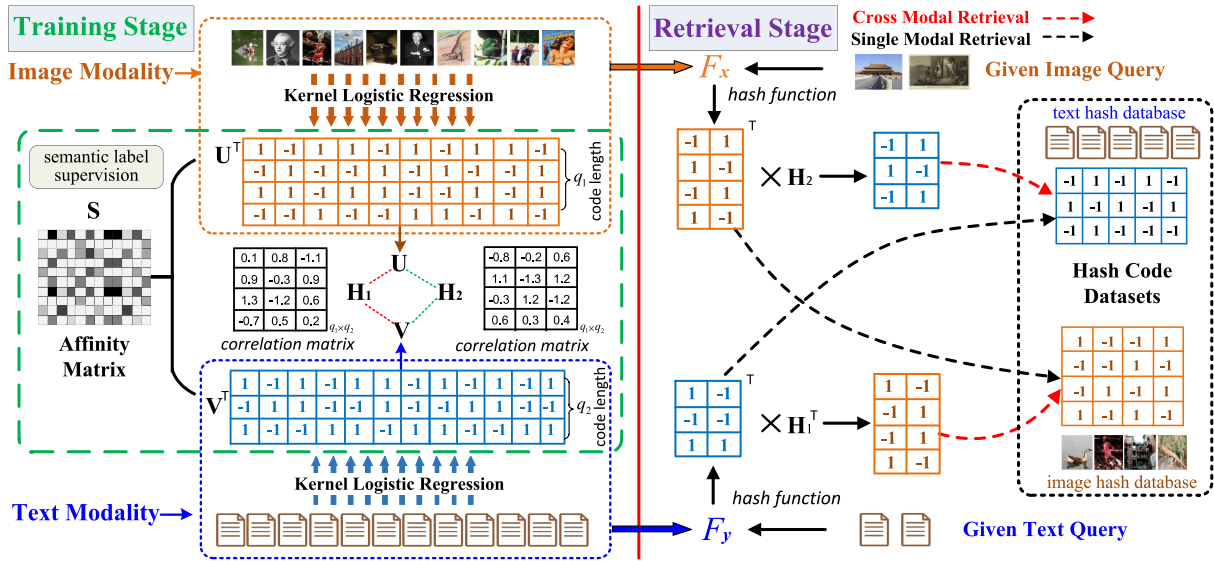 Training Stage
Image Modality
Kernel Logistic Regression
semantic label
supervision
S
Affinity
Matrix
U^T
1 -1 1 1 -1 1 -1 1 1 -1
-1 1 -1 1 1 -1 1 -1 1 -1
1 -1 1 -1 1 1 -1 1 -1 1
-1 -1 1 -1 1 -1 1 -1 1 -1
q1
code length
0.1 0.8 -1.1
0.9 -0.3 0.9
1.3 -1.2 0.6
-0.7 0.5 0.2
q1×q2
correlation matrix
U
H1 H2
V
-0.8 -0.2 0.6
1.1 -1.3 1.2
-0.3 1.2 -1.2
0.6 0.3 0.4
q1×q2
correlation matrix
V^T
1 -1 1 -1 1 1 -1 1 -1 1 1 -1
-1 1 -1 1 -1 1 1 -1 1 -1 1 -1
1 -1 1 1 -1 1 -1 1 -1 1 -1 1
q2
code length
Kernel Logistic Regression
Text Modality
Retrieval Stage
Cross Modal Retrieval
Single Modal Retrieval
Fx
Given Image Query
hash function
-1 1
1 -1
-1 1
1 -1
T
× H2
-1 1
1 -1
-1 1
text hash database
-1 1 -1 1 -1
1 -1 1 -1 1
-1 1 -1 1 -1
Hash Code
Datasets
1 -1 1 -1
-1 1 -1 1
1 -1 1 -1
-1 1 -1 1
image hash database
1 -1
-1 1
-1 1
T
× H1^T
1 -1
-1 1
-1 1
1 -1
hash function
Fy
Given Text Query